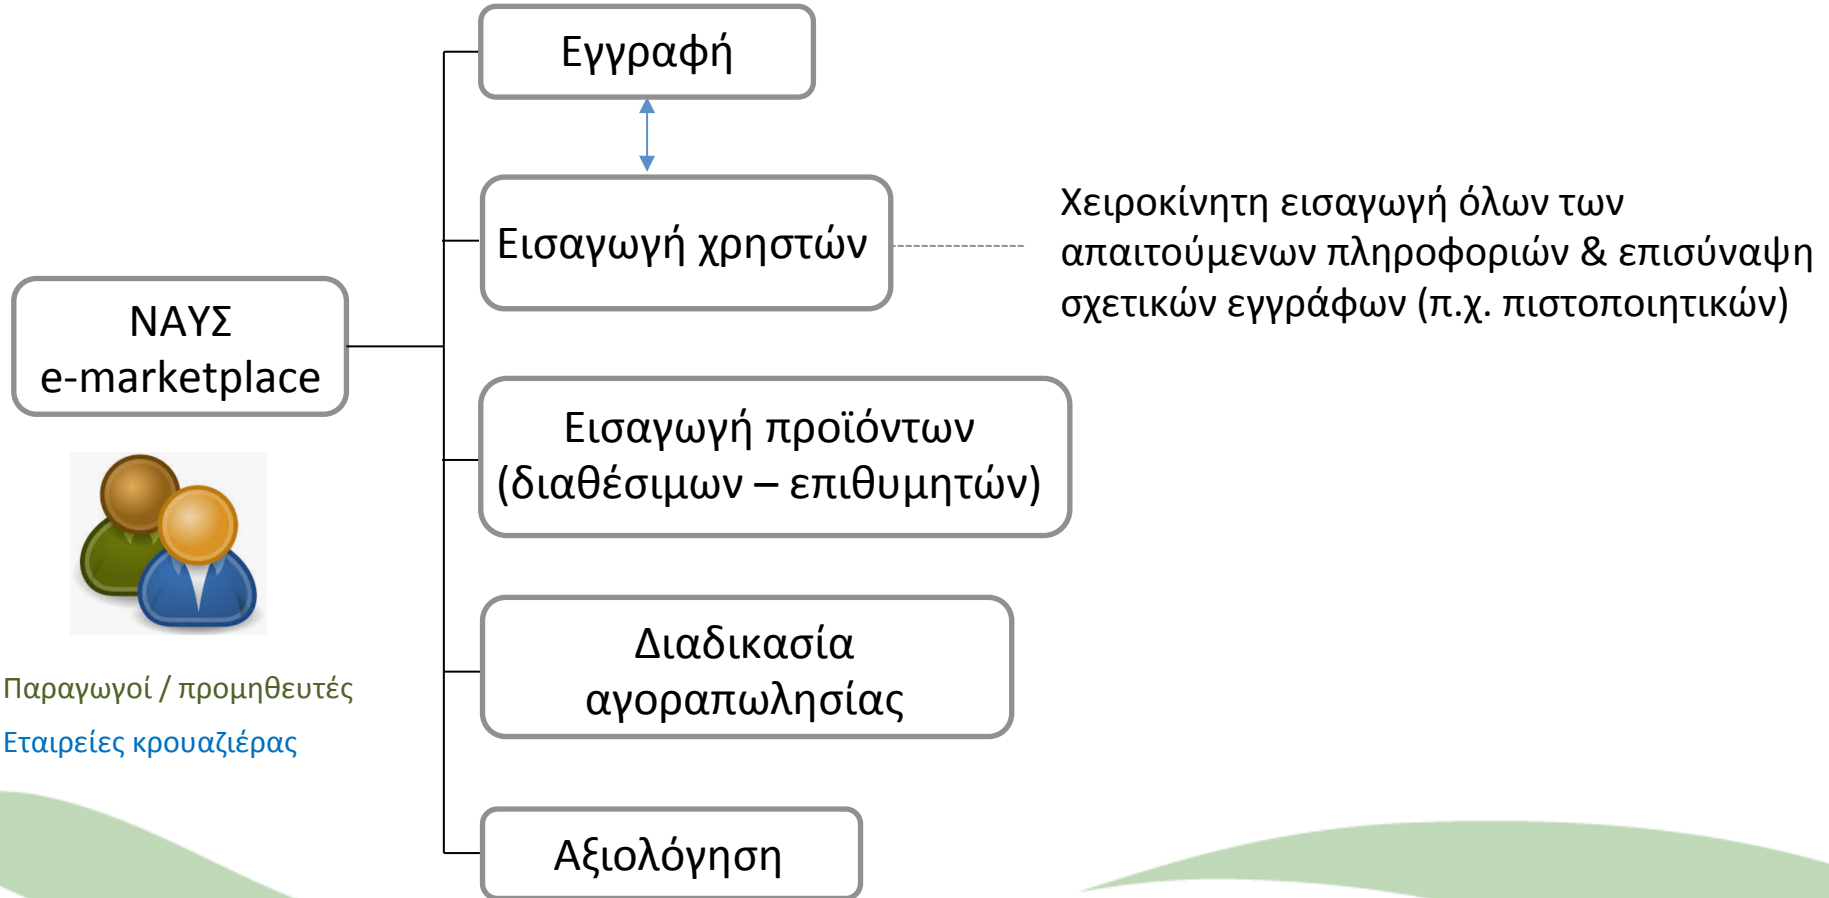 Εγγραφή
Εισαγωγή χρηστών
Χειροκίνητη εισαγωγή όλων των
απαιτούμενων πληροφοριών & επισύναψη
σχετικών εγγράφων (π.χ. πιστοποιητικών)
ΝΑΥΣ
e-marketplace
Εισαγωγή προϊόντων
(διαθέσιμων – επιθυμητών)
Διαδικασία
αγοραπωλησίας
Παραγωγοί / προμηθευτές
Εταιρείες κρουαζιέρας
Αξιολόγηση